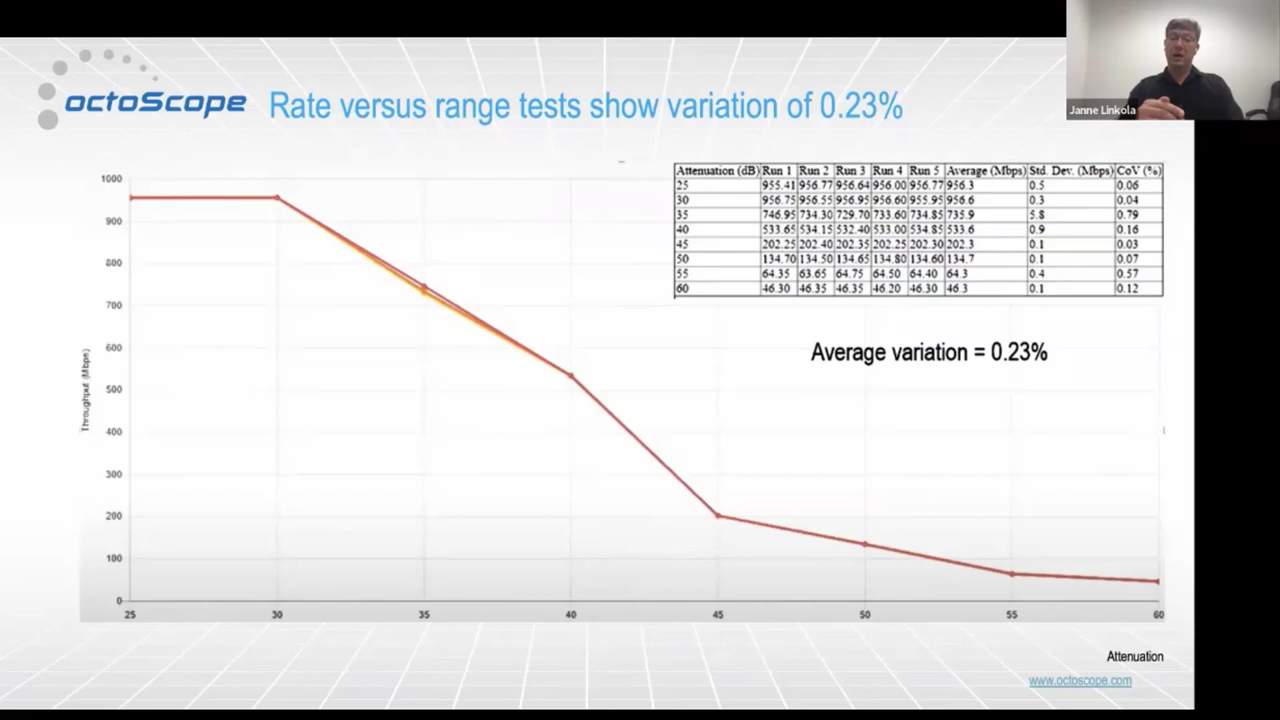 Janne Linkola
octoScope
Rate versus range tests show variation of 0.23%
Attenuation (dB) Run 1 Run 2 Run 3 Run 4 Run 5 Average (Mbps) Std. Dev. (Mbps) CoV (%)
25 955.41 956.77 956.64 956.00 956.77 956.3 0.5 0.06
30 956.75 956.55 956.95 956.60 955.95 956.6 0.3 0.04
35 746.95 734.30 729.70 733.60 734.85 735.9 5.8 0.79
40 533.65 534.15 532.40 533.00 534.85 533.6 0.9 0.16
45 202.25 202.40 202.35 202.25 202.30 202.3 0.1 0.03
50 134.70 134.50 134.65 134.80 134.60 134.7 0.1 0.07
55 64.35 63.65 64.75 64.50 64.40 64.3 0.4 0.57
60 46.30 46.35 46.35 46.20 46.30 46.3 0.1 0.12
Average variation = 0.23%
Throughput (Mbps)
1000
900
800
700
600
500
400
300
200
100
0
25 30 35 40 45 50 55 60
Attenuation
www.octoscope.com